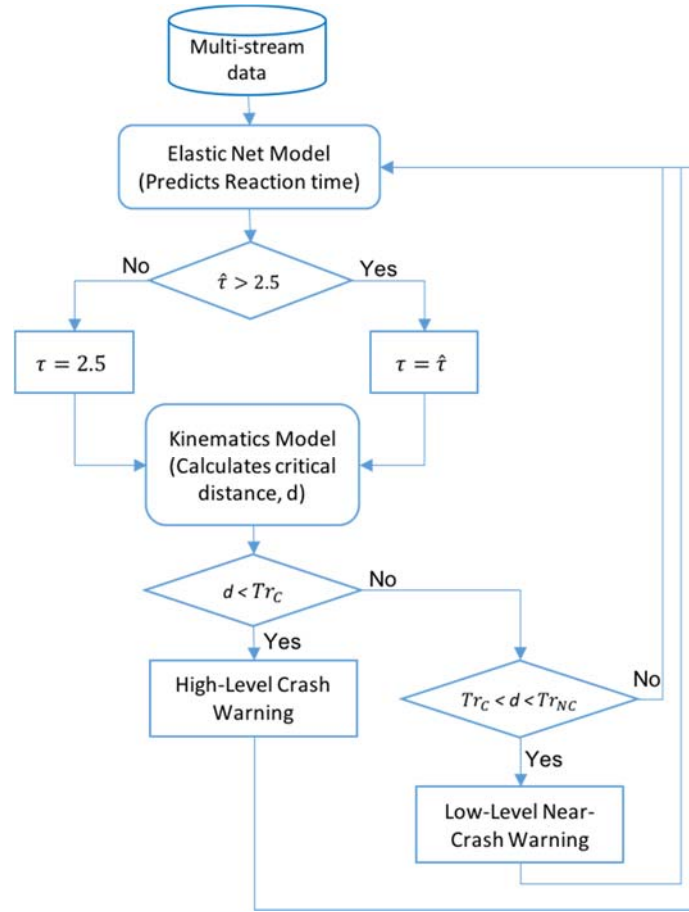 Multi-stream
data
Elastic Net Model
(Predicts Reaction time)
No
τ̂ > 2.5
Yes
τ = 2.5
τ = τ̂
Kinematics Model
(Calculates critical
distance, d)
d < Tr_C
No
Yes
High-Level Crash
Warning
Tr_C < d < Tr_NC
No
Yes
Low-Level Near-
Crash Warning